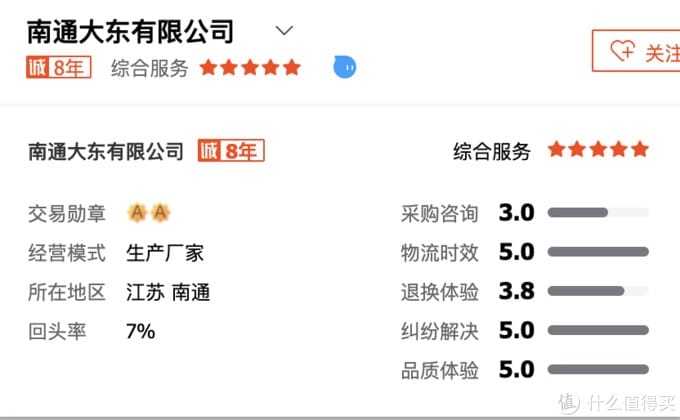 南通大东有限公司
关注
诚8年 综合服务
南通大东有限公司 诚8年 综合服务
交易勋章 AA 采购咨询 3.0
经营模式 生产厂家 物流时效 5.0
所在地区 江苏 南通 退换体验 3.8
回头率 7% 纠纷解决 5.0
品质体验 5.0
值 什么值得买